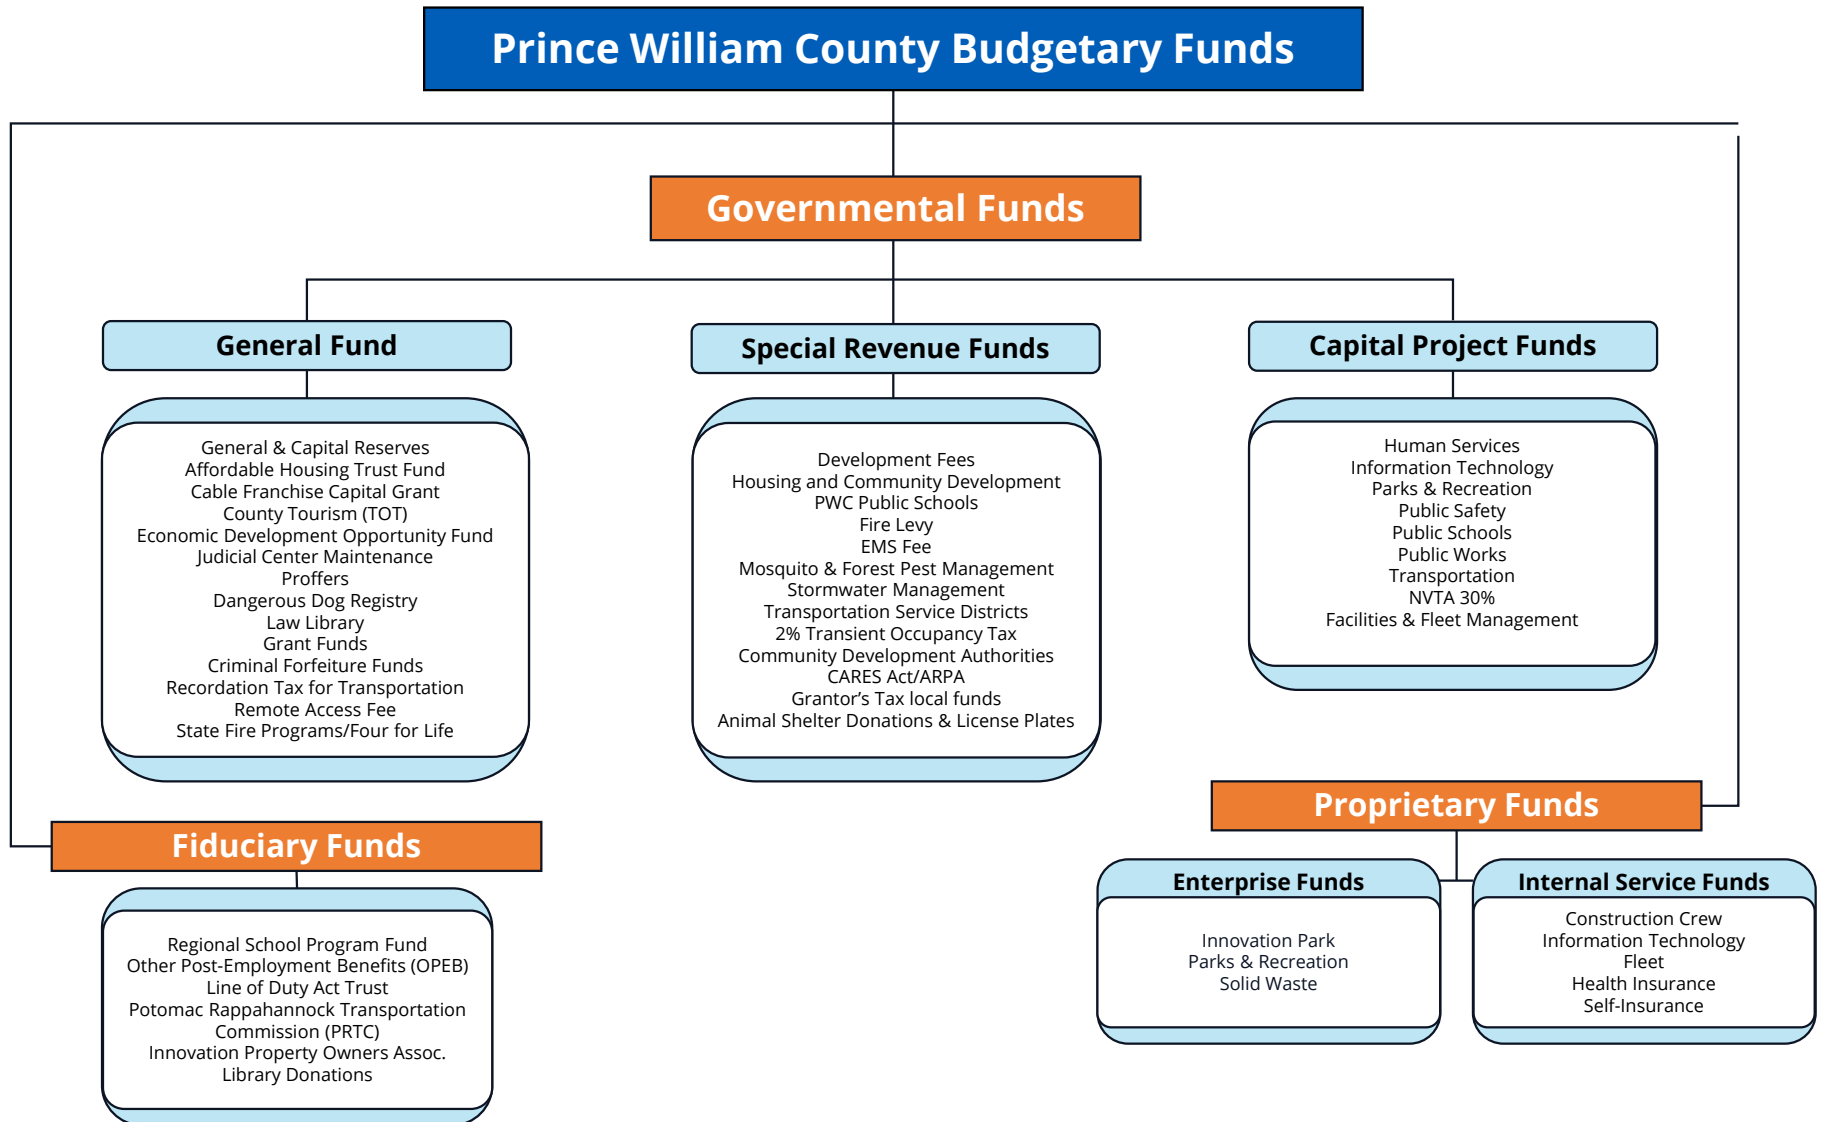 Prince William County Budgetary Funds
Governmental Funds
General Fund
General & Capital Reserves
Affordable Housing Trust Fund
Cable Franchise Capital Grant
County Tourism (TOT)
Economic Development Opportunity Fund
Judicial Center Maintenance
Proffers
Dangerous Dog Registry
Law Library
Grant Funds
Criminal Forfeiture Funds
Recordation Tax for Transportation
Remote Access Fee
State Fire Programs/Four for Life
Special Revenue Funds
Development Fees
Housing and Community Development
PWC Public Schools
Fire Levy
EMS Fee
Mosquito & Forest Pest Management
Stormwater Management
Transportation Service Districts
2% Transient Occupancy Tax
Community Development Authorities
CARES Act/ARPA
Grantor’s Tax local funds
Animal Shelter Donations & License Plates
Capital Project Funds
Human Services
Information Technology
Parks & Recreation
Public Safety
Public Schools
Public Works
Transportation
NVTA 30%
Facilities & Fleet Management
Fiduciary Funds
Regional School Program Fund
Other Post-Employment Benefits (OPEB)
Line of Duty Act Trust
Potomac Rappahannock Transportation
Commission (PRTC)
Innovation Property Owners Assoc.
Library Donations
Proprietary Funds
Enterprise Funds
Innovation Park
Parks & Recreation
Solid Waste
Internal Service Funds
Construction Crew
Information Technology
Fleet
Health Insurance
Self-Insurance